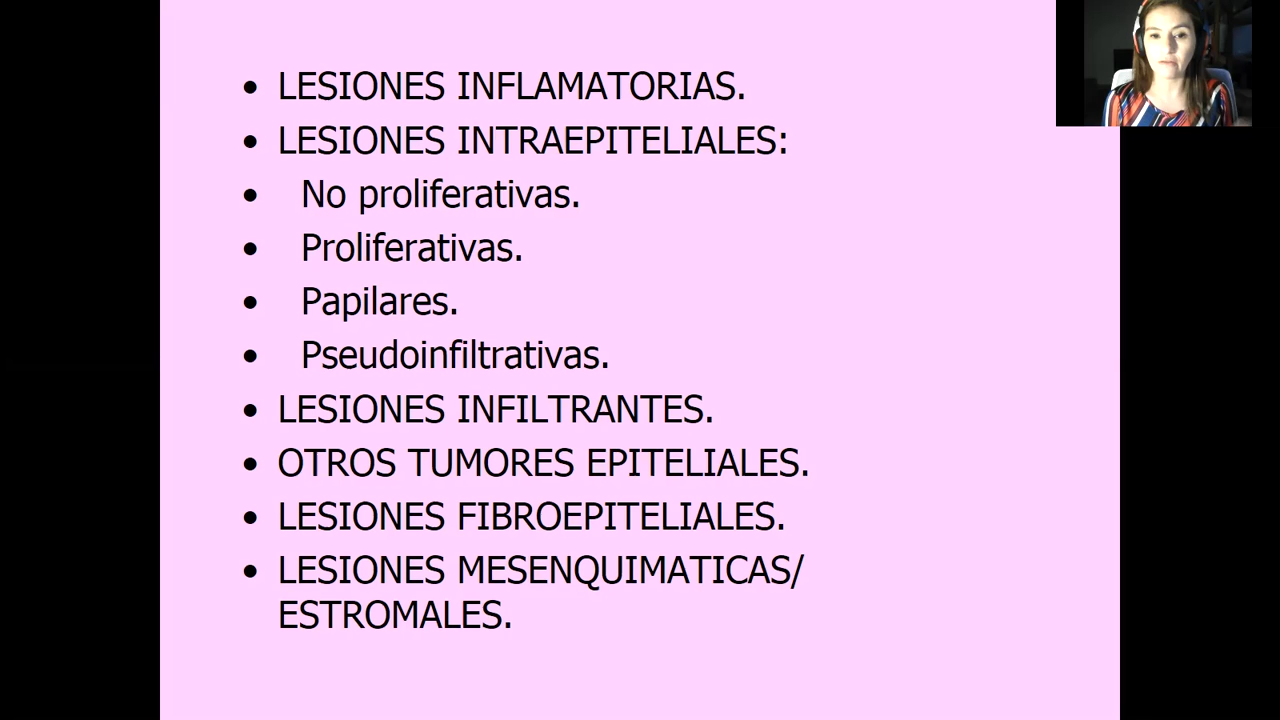 • LESIONES INFLAMATORIAS.
• LESIONES INTRAEPITELIALES:
• No proliferativas.
• Proliferativas.
• Papilares.
• Pseudoinfiltrativas.
• LESIONES INFILTRANTES.
• OTROS TUMORES EPITELIALES.
• LESIONES FIBROEPITELIALES.
• LESIONES MESENQUIMATICAS/
ESTROMALES.